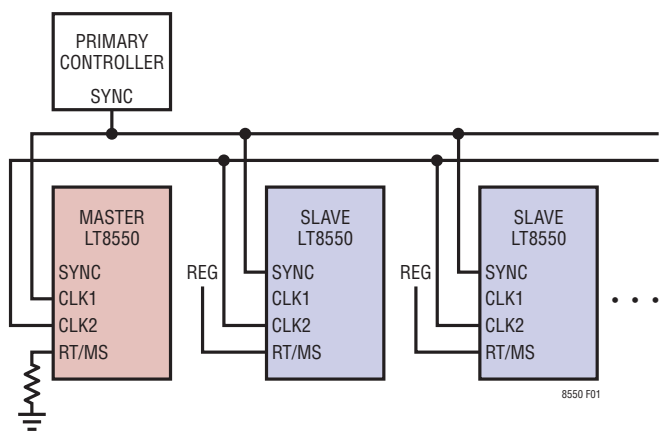 PRIMARY
CONTROLLER
SYNC
MASTER
LT8550
SYNC
CLK1
CLK2
RT/MS
REG
SLAVE
LT8550
SYNC
CLK1
CLK2
RT/MS
REG
SLAVE
LT8550
SYNC
CLK1
CLK2
RT/MS
• • •
8550 F01